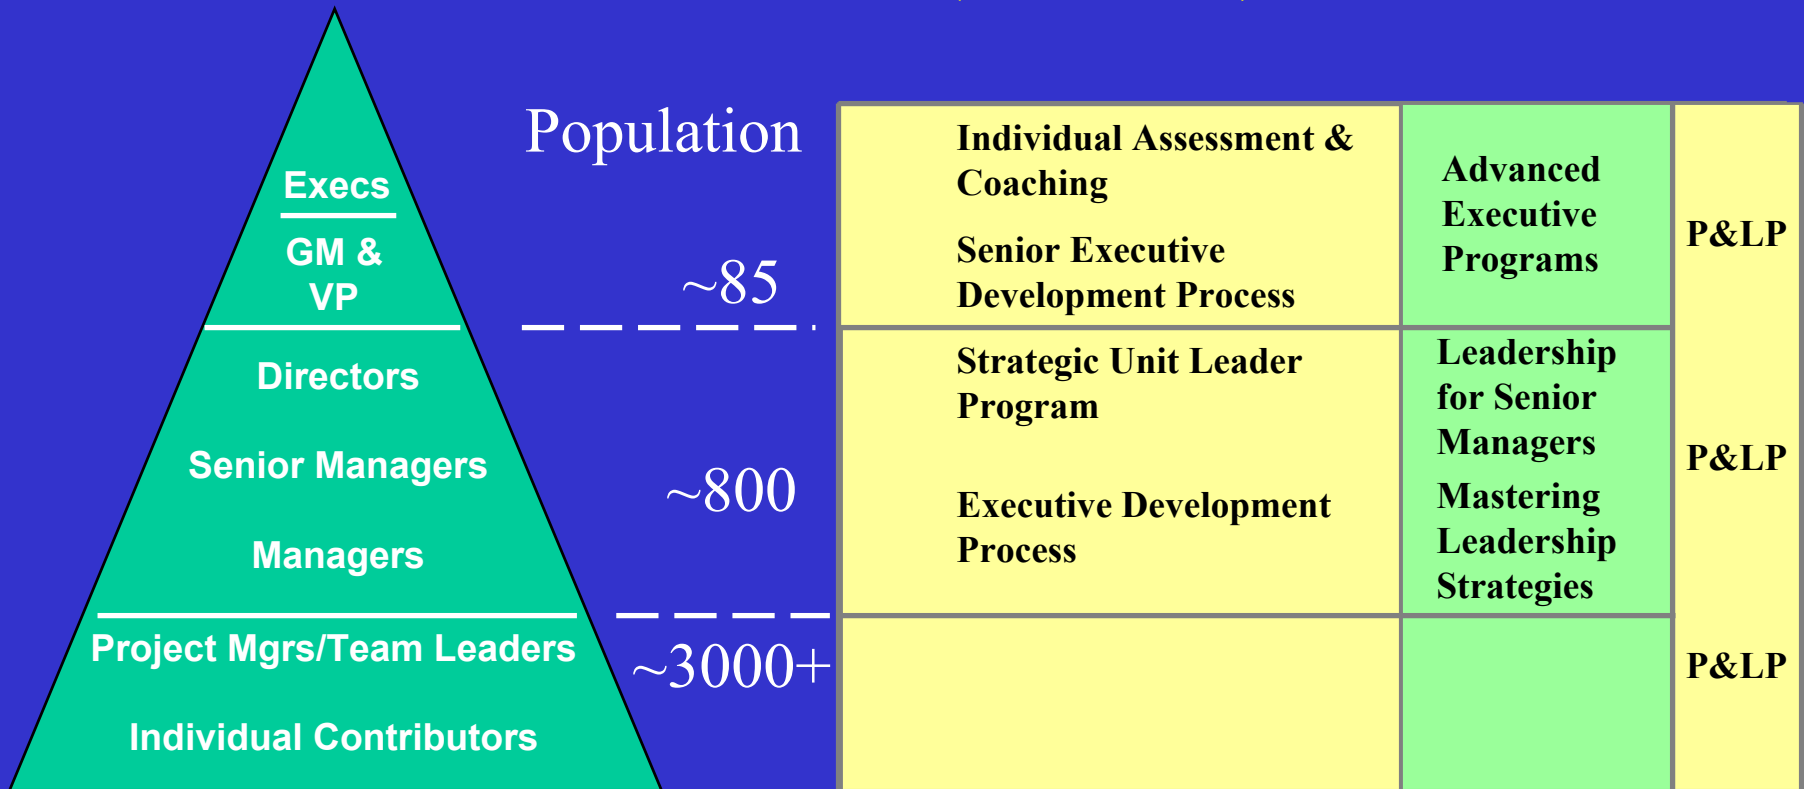 Population
Execs
GM &
VP
~85
Individual Assessment &
Coaching
Senior Executive
Development Process
Advanced
Executive
Programs
P&LP
Directors
Senior Managers
Managers
~800
Strategic Unit Leader
Program
Executive Development
Process
Leadership
for Senior
Managers
Mastering
Leadership
Strategies
P&LP
Project Mgrs/Team Leaders
Individual Contributors
~3000+
P&LP